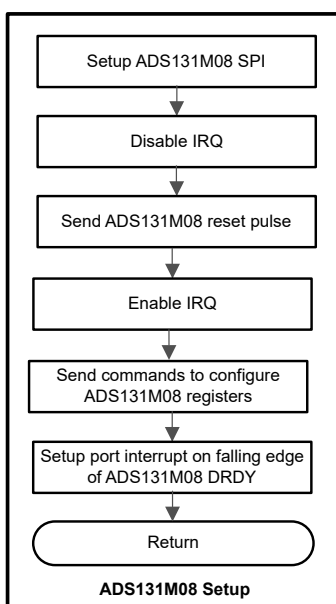 Setup ADS131M08 SPI
Disable IRQ
Send ADS131M08 reset pulse
Enable IRQ
Send commands to configure
ADS131M08 registers
Setup port interrupt on falling edge
of ADS131M08 DRDY
Return
ADS131M08 Setup